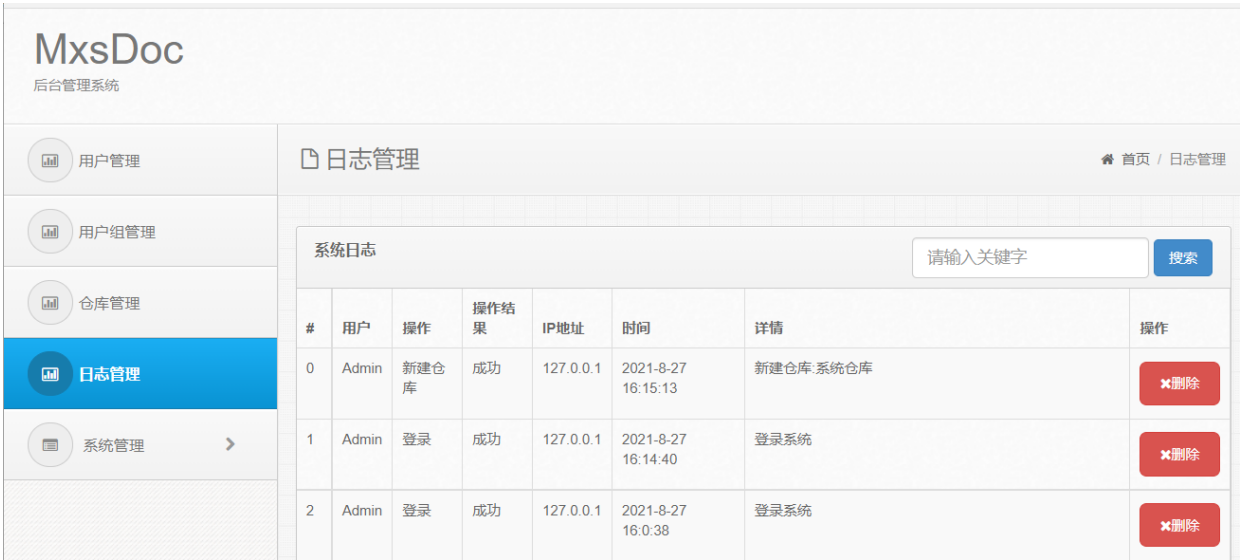 MxsDoc
后台管理系统
用户管理
用户组管理
仓库管理
日志管理
系统管理
日志管理
首页 / 日志管理
系统日志
请输入关键字
搜索
# 用户 操作 操作结果 IP地址 时间 详情 操作
0 Admin 新建仓库 成功 127.0.0.1 2021-8-27 16:15:13 新建仓库:系统仓库 删除
1 Admin 登录 成功 127.0.0.1 2021-8-27 16:14:40 登录系统 删除
2 Admin 登录 成功 127.0.0.1 2021-8-27 16:0:38 登录系统 删除